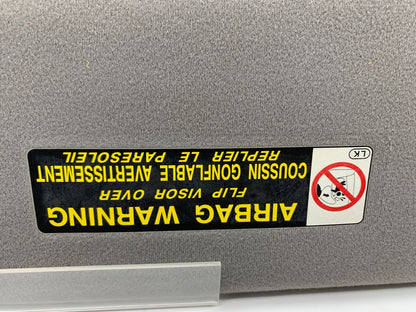 AIRBAG WARNING
FLIP VISOR OVER
COUSSIN GONFLABLE AVERTISSEMENT
REPLIER LE PARESOLEIL
LK